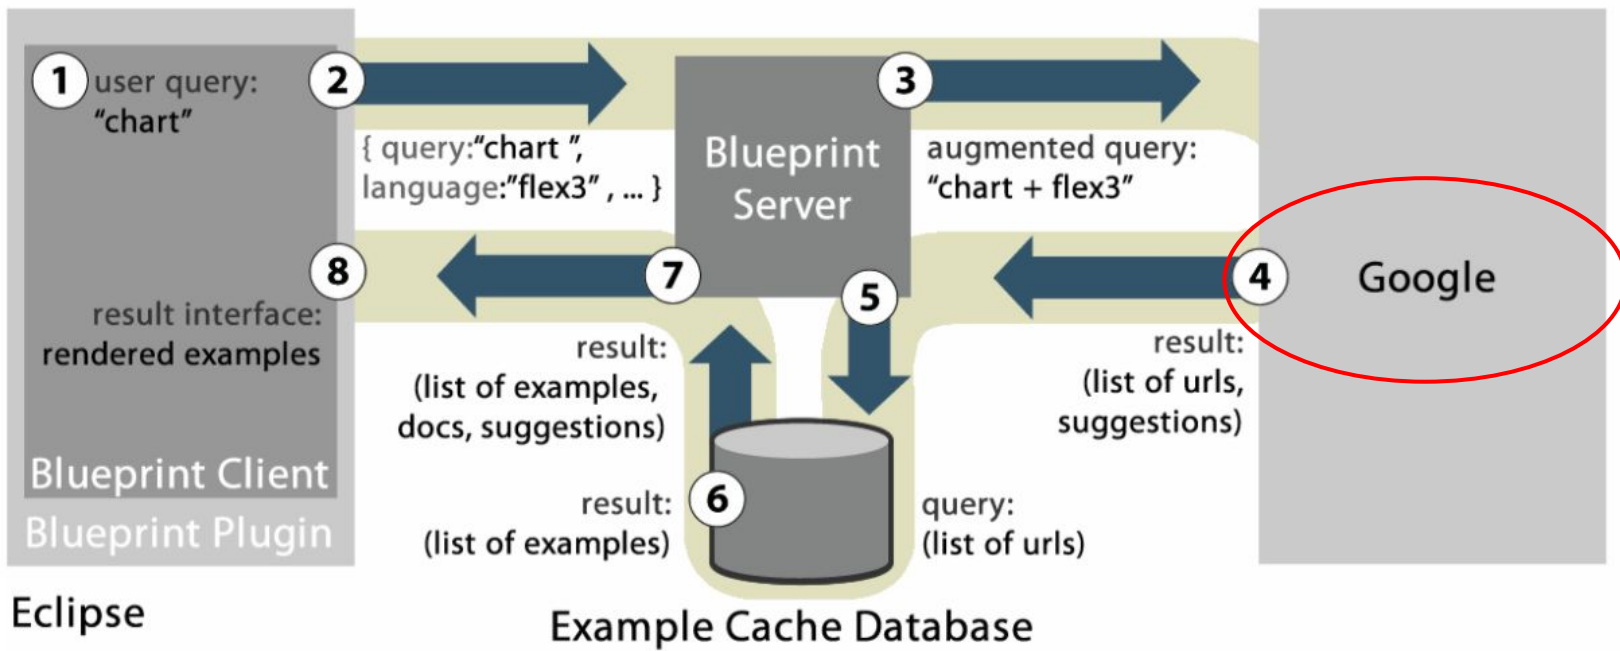 1
user query:
“chart”
2
{ query:“chart ”,
language:”flex3” , ... }
Blueprint
Server
3
augmented query:
“chart + flex3”
4
Google
result:
(list of urls,
suggestions)
5
query:
(list of urls)
6
result:
(list of examples)
7
result:
(list of examples,
docs, suggestions)
8
result interface:
rendered examples
Blueprint Client
Blueprint Plugin
Eclipse
Example Cache Database